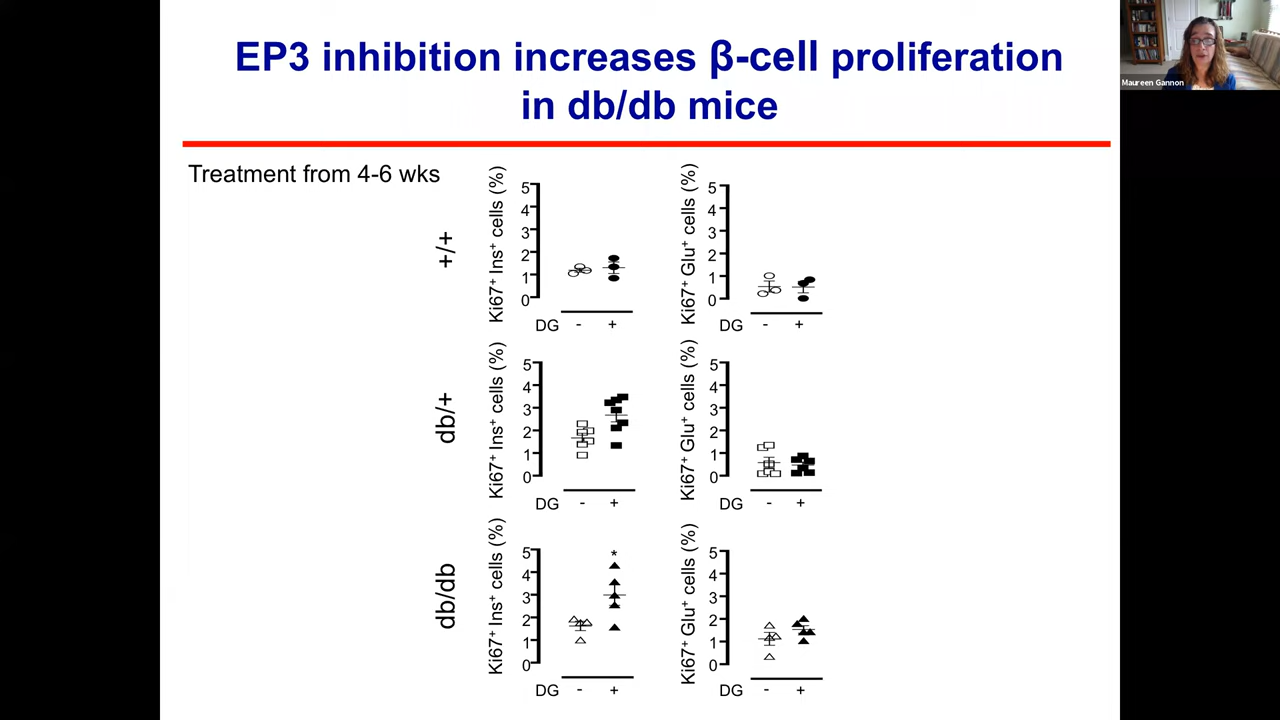 EP3 inhibition increases β-cell proliferation
in db/db mice
Maureen Gannon
Treatment from 4-6 wks
+/+
Ki67⁺ Ins⁺ cells (%)
5
4
3
2
1
0
DG - +
Ki67⁺ Glu⁺ cells (%)
5
4
3
2
1
0
DG - +
db/+
Ki67⁺ Ins⁺ cells (%)
5
4
3
2
1
0
DG - +
Ki67⁺ Glu⁺ cells (%)
5
4
3
2
1
0
DG - +
db/db
Ki67⁺ Ins⁺ cells (%)
5
4
3
2
1
0
*
DG - +
Ki67⁺ Glu⁺ cells (%)
5
4
3
2
1
0
DG - +